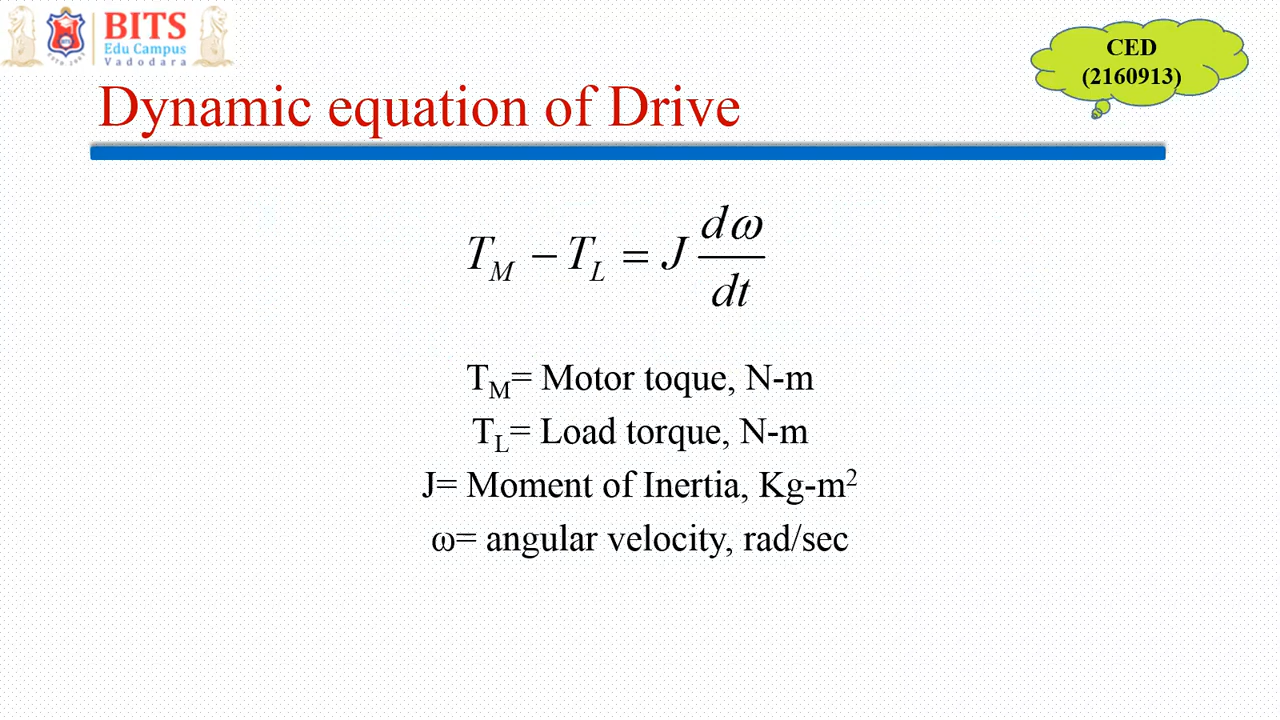 BITS
Edu Campus
Vadodara
CED
(2160913)
Dynamic equation of Drive
T_M − T_L = J dω/dt
T_M= Motor toque, N-m
T_L= Load torque, N-m
J= Moment of Inertia, Kg-m²
ω= angular velocity, rad/sec